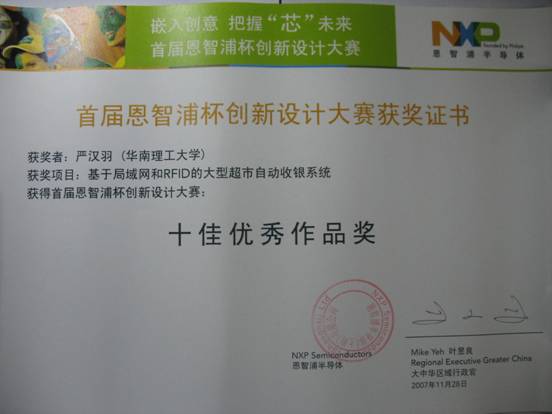 嵌入创意 把握“芯”未来
首届恩智浦杯创新设计大赛
NXP
founded by Philips
恩智浦半导体
首届恩智浦杯创新设计大赛获奖证书
获奖者：严汉羽（华南理工大学）
获奖项目：基于局域网和RFID的大型超市自动收银系统
获得首届恩智浦杯创新设计大赛：
十佳优秀作品奖
NXP Semiconductors
恩智浦半导体
Mike Yeh 叶昱良
Regional Executive Greater China
大中华区域行政官
2007年11月28日